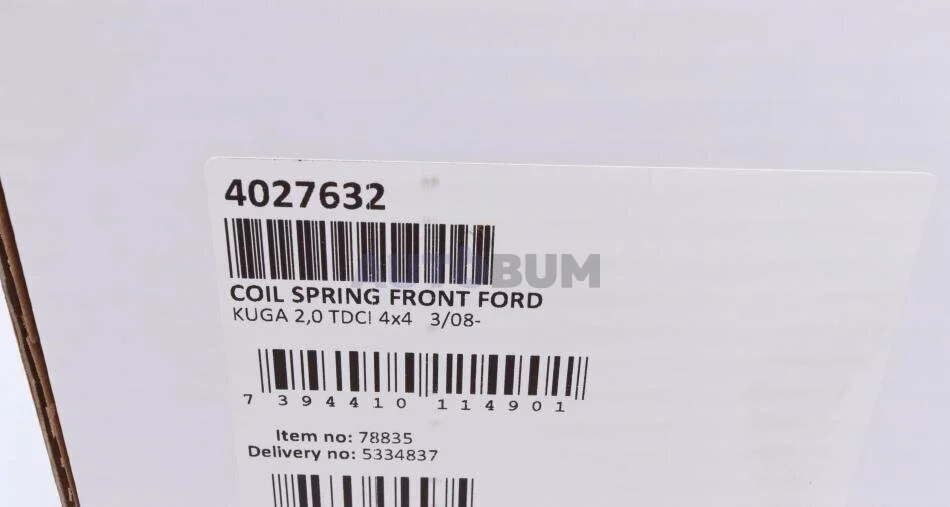 4027632
AUTOBUM
COIL SPRING FRONT FORD
KUGA 2,0 TDCI 4x4 3/08-
7 394410 114901
Item no: 78835
Delivery no: 5334837